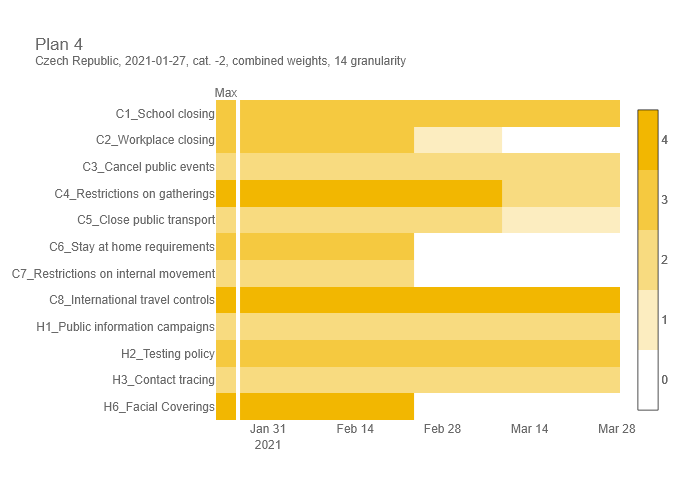 Plan 4
Czech Republic, 2021-01-27, cat. -2, combined weights, 14 granularity
Max
C1_School closing
C2_Workplace closing
C3_Cancel public events
C4_Restrictions on gatherings
C5_Close public transport
C6_Stay at home requirements
C7_Restrictions on internal movement
C8_International travel controls
H1_Public information campaigns
H2_Testing policy
H3_Contact tracing
H6_Facial Coverings
Jan 31 Feb 14 Feb 28 Mar 14 Mar 28
2021
4
3
2
1
0